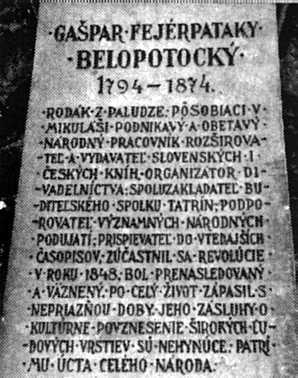 ·GAŠPAR·FEJÉRPATAKY·
·BELOPOTOCKÝ·
1794-1874.
·RODÁK·Z·PALUDZE·PÔSOBIACI·V·
MIKULÁŠI·PODNIKAVÝ·A·OBETAVÝ·
NÁRODNÝ·PRACOVNÍK·ROZŠIROVA-
TEĽ·A·VYDAVATEĽ·SLOVENSKÝCH·I·
ČESKÝCH·KNÍH·ORGANIZÁTOR·DI-
VADELNÍCTVA·SPOLUZAKLADATEĽ·BU-
DITEĽSKÉHO·SPOLKU·TATRÍN·PODPO-
ROVATEĽ·VÝZNAMNÝCH·NÁRODNÝCH
PODUJATÍ·PRISPIEVATEĽ·DO·VTEDAJŠÍCH
ČASOPISOV·ZÚČASTNIL·SA·REVOLÚCIE
·V·ROKU·1848·BOL·PRENASLEDOVANÝ
·A·VÄZNENÝ·PO·CELÝ·ŽIVOT·ZÁPASIL·S
NEPRIAZŇOU·DOBY·JEHO·ZÁSLUHY·O
KULTÚRNE·POVZNESENIE·ŠIROKÝCH·ĽU-
DOVÝCH·VRSTIEV·SÚ·NEHYNÚCE·PATRÍ
MU·ÚCTA·CELÉHO·NÁRODA·